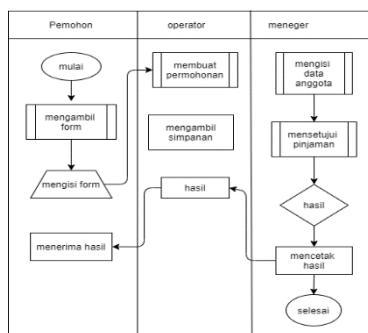 Pemohon
operator
meneger
mulai
mengambil
form
mengisi form
menerima hasil
membuat
permohonan
mengambil
simpanan
hasil
mengisi
data
anggota
mensetujui
pinjaman
hasil
mencetak
hasil
selesai